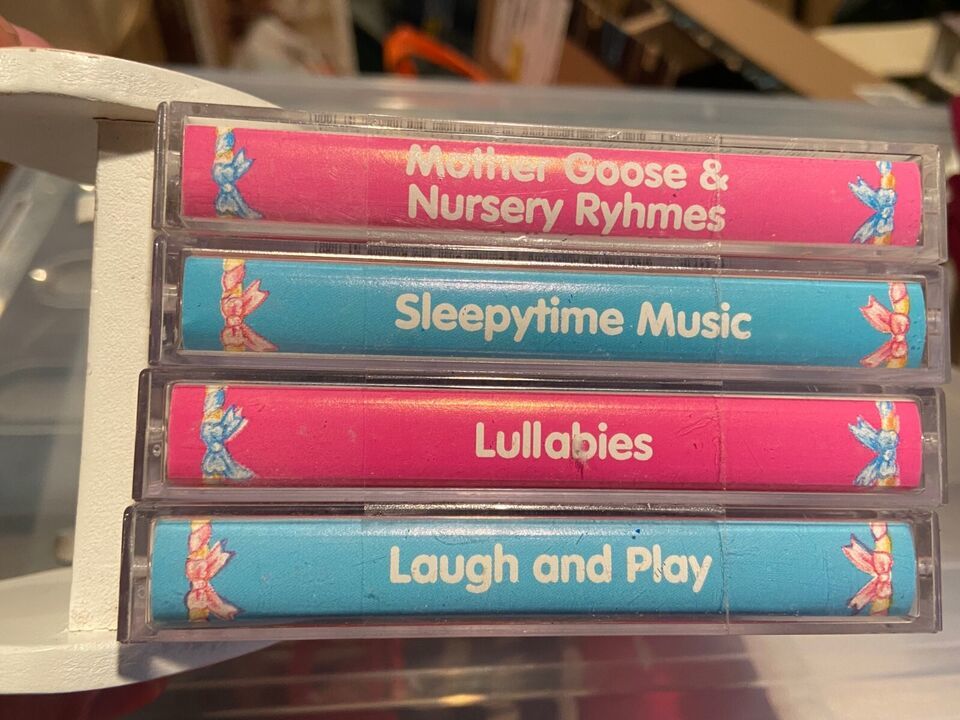 Mother Goose &
Nursery Ryhmes
Sleepytime Music
Lullabies
Laugh and Play